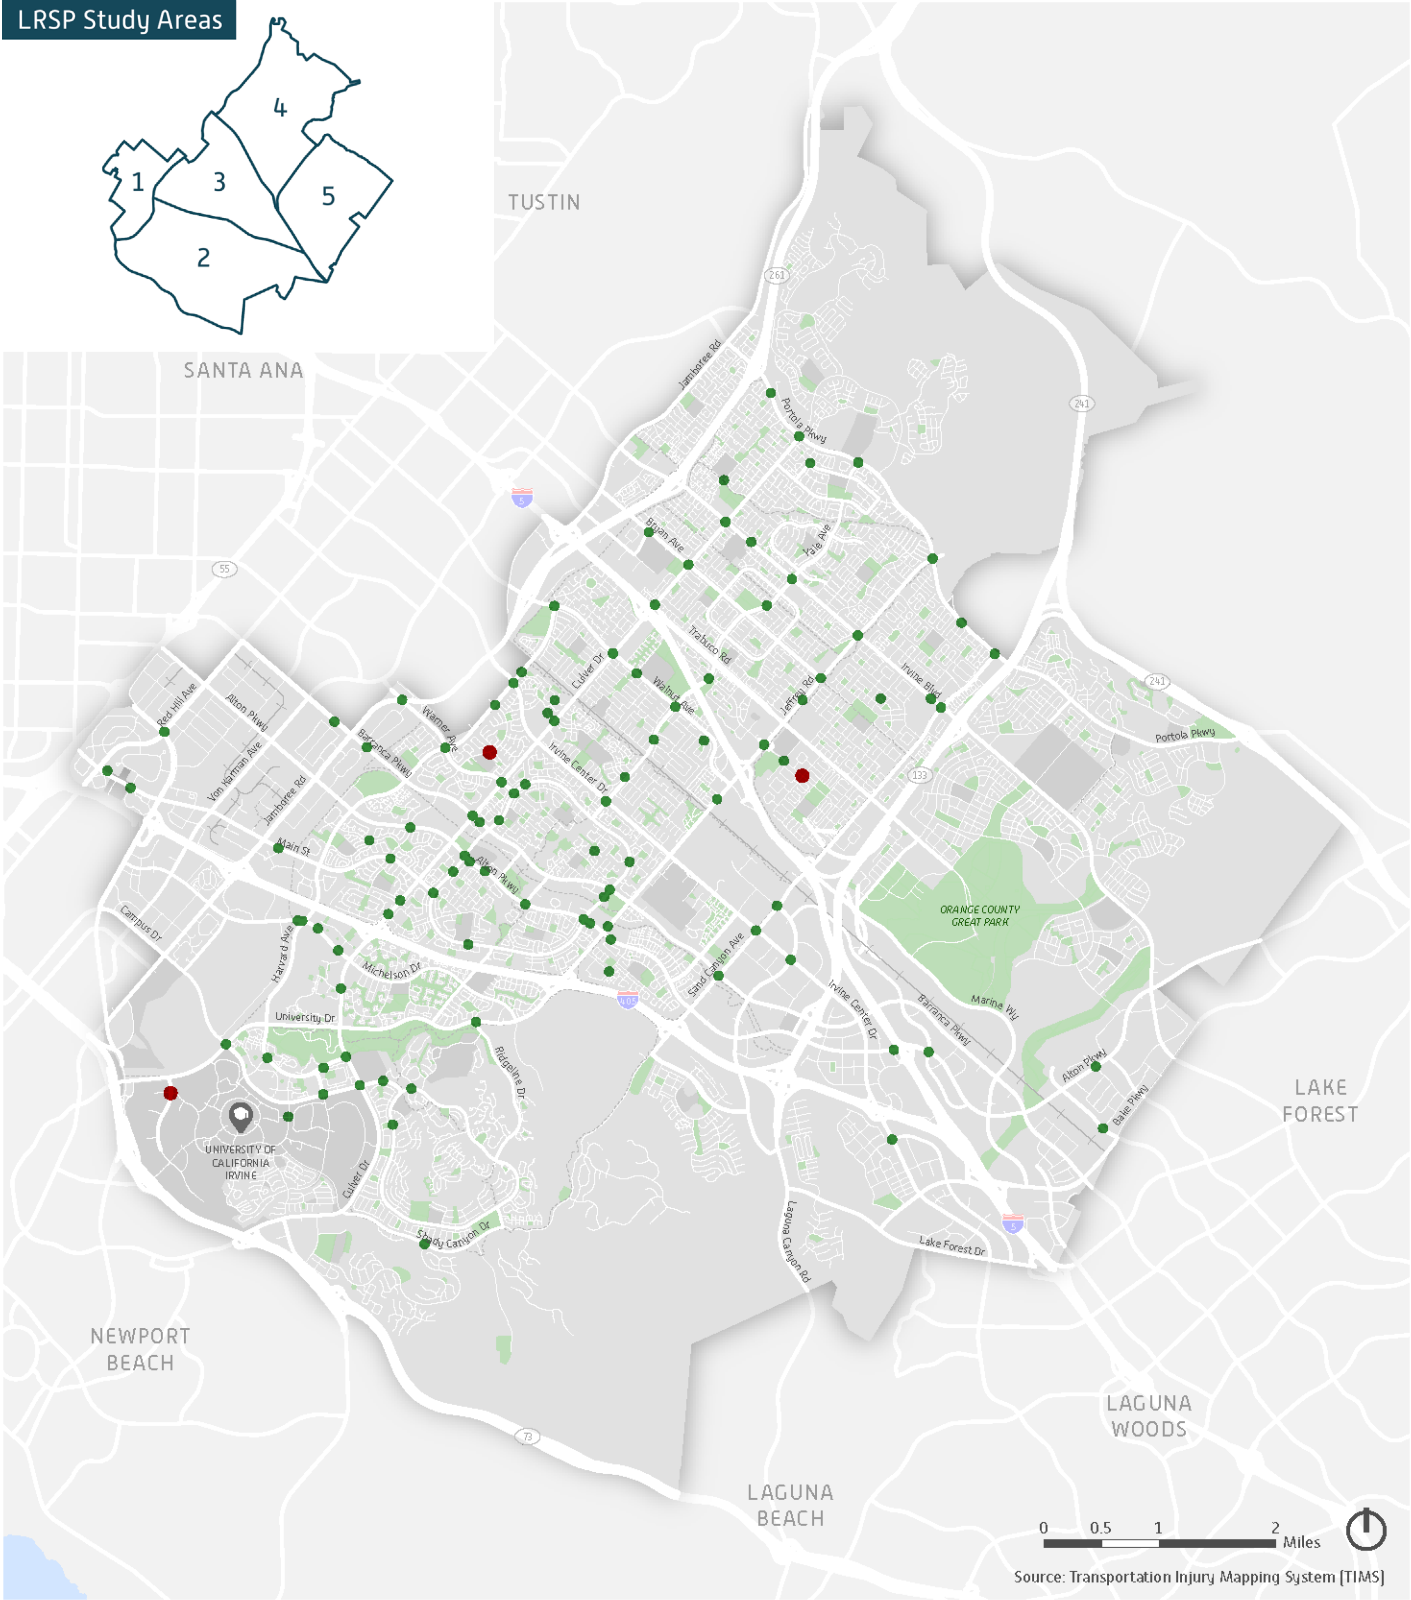 LRSP Study Areas
4
1
3
5
2
TUSTIN
261
SANTA ANA
Jamboree Rd
241
Portola Pkwy
5
Bryan Ave
Yale Ave
55
Trabuco Rd
Culver Dr
Irvine Blvd
241
Red Hill Ave
Alton Pkwy
Walnut Ave
Jeffrey Rd
Warner Ave
Portola Pkwy
Barranca Pkwy
Irvine Center Dr
Von Karman Ave
133
Jamboree Rd
Main St
Alton Pkwy
ORANGE COUNTY
GREAT PARK
Campus Dr
Harvard Ave
Sand Canyon Ave
Michelson Dr
405
Irvine Center Dr
Barranca Pkwy
Marine Wy
University Dr
Ridgeline Dr
Alton Pkwy
Bake Pkwy
LAKE
FOREST
UNIVERSITY OF
CALIFORNIA
IRVINE
Culver Dr
Shady Canyon Dr
Laguna Canyon Rd
5
Lake Forest Dr
NEWPORT
BEACH
LAGUNA
WOODS
73
LAGUNA
BEACH
0 0.5 1 2
Miles
Source: Transportation Injury Mapping System (TIMS)